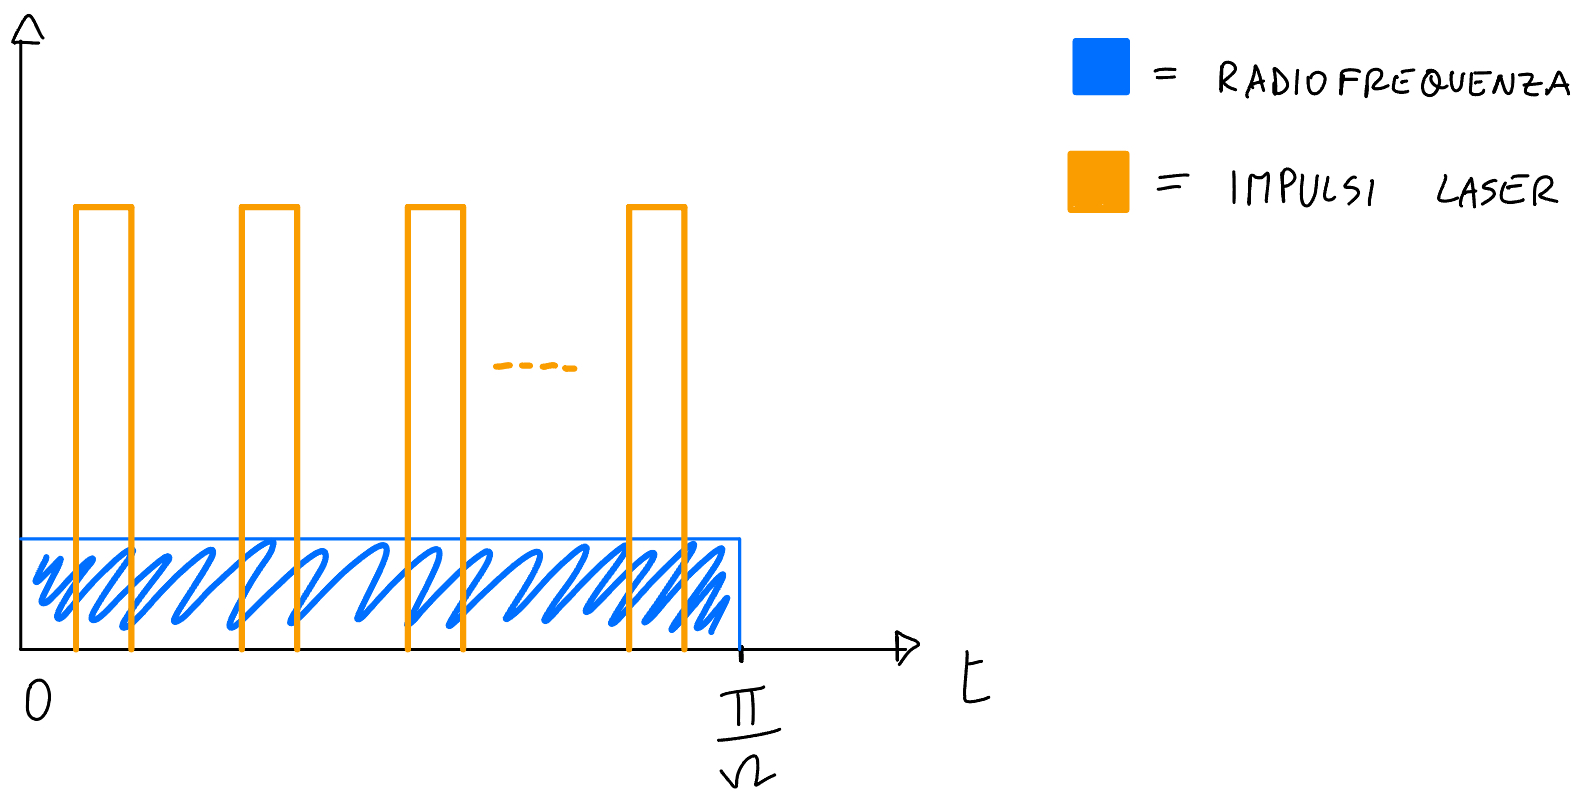 = RADIOFREQUENZA
= IMPULSI LASER
0
π
Ω
t